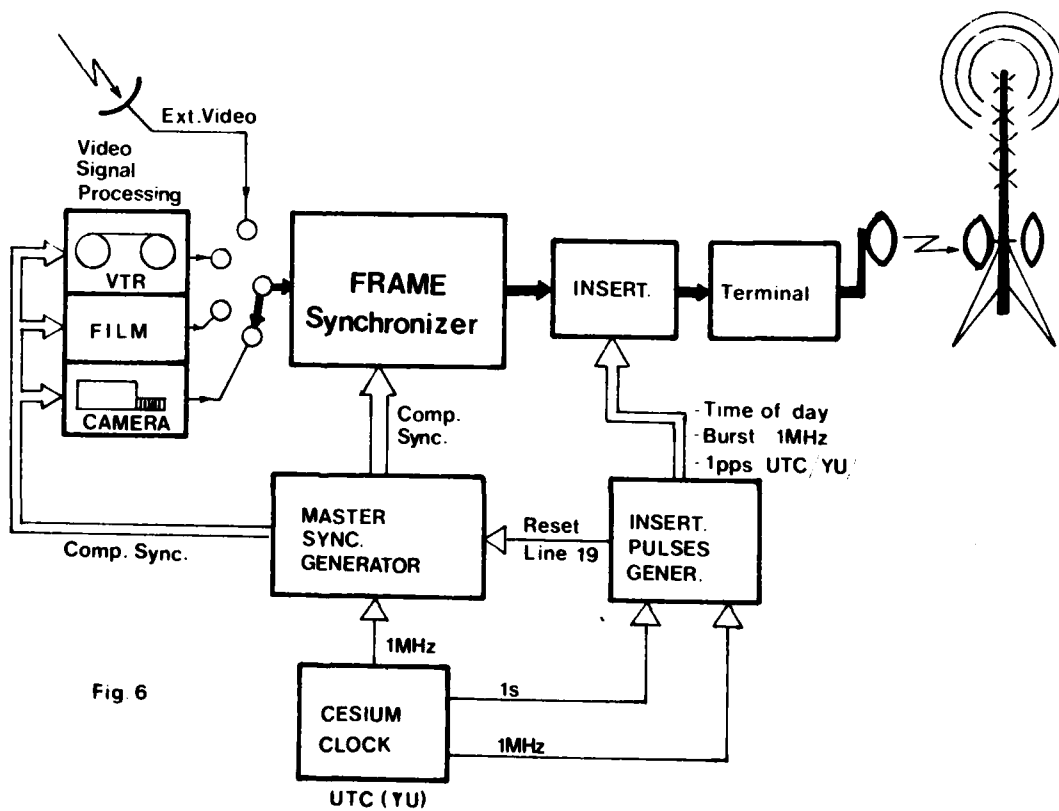 Ext.Video
Video
Signal
Processing
VTR
FILM
CAMERA
FRAME
Synchronizer
INSERT.
Terminal
Comp.
Sync.
-Time of day
-Burst 1MHz
-1pps UTC/YU/
MASTER
SYNC.
GENERATOR
Reset
Line 19
INSERT.
PULSES
GENER.
Comp. Sync.
1MHz
1s
1MHz
CESIUM
CLOCK
UTC (YU)
Fig. 6